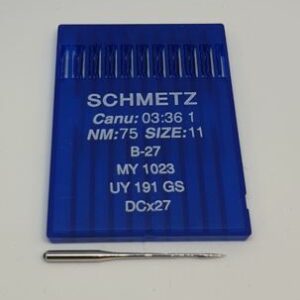 SCHMETZ
Canu: 03:36 1
NM:75 SIZE:11
B-27
MY 1023
UY 191 GS
DCx27